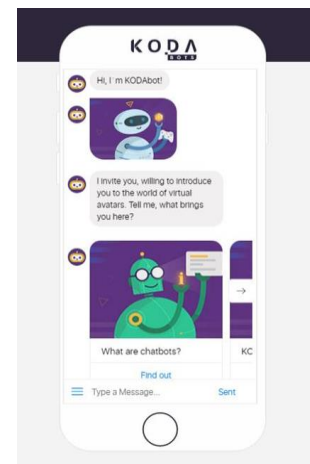 KODA
BOTS
Hi, I´m KODAbot!
I invite you, willing to introduce
you to the world of virtual
avatars. Tell me, what brings
you here?
What are chatbots?
KC
Find out
Type a Message...
Sent